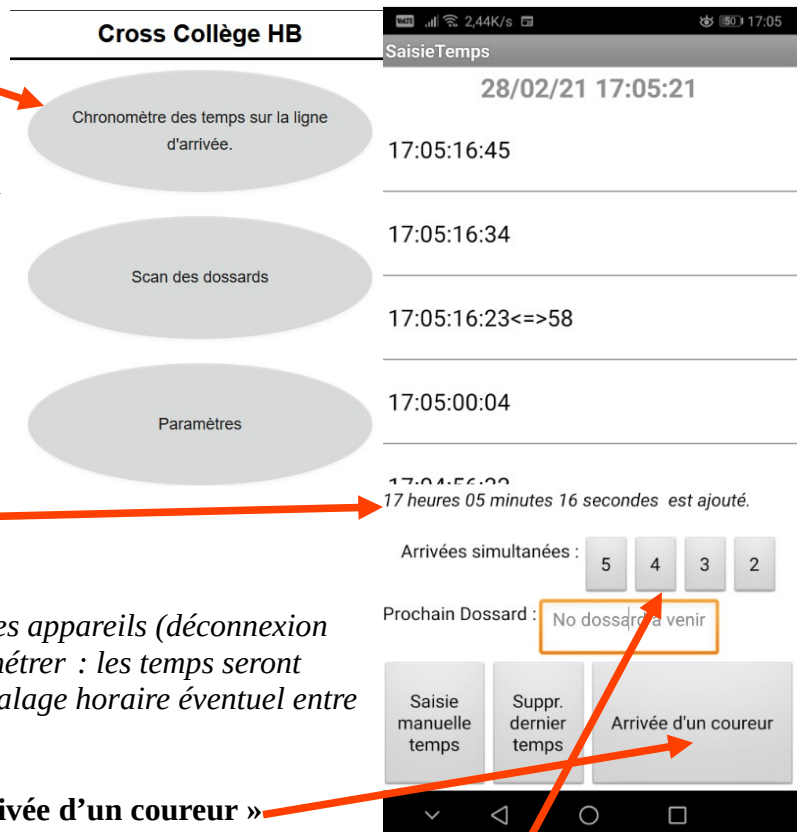 Cross Collège HB
Chronomètre des temps sur la ligne
d'arrivée.
Scan des dossards
Paramètres
2,44K/s 50 17:05
SaisieTemps
28/02/21 17:05:21
17:05:16:45
17:05:16:34
17:05:16:23<=>58
17:05:00:04
17 heures 05 minutes 16 secondes est ajouté.
Arrivées simultanées :
5 4 3 2
Prochain Dossard : No dossard à venir
Saisie
manuelle
temps
Suppr.
dernier
temps
Arrivée d'un coureur
es appareils (déconnexion
nétrer : les temps seront
alage horaire éventuel entre
ivée d’un coureur »